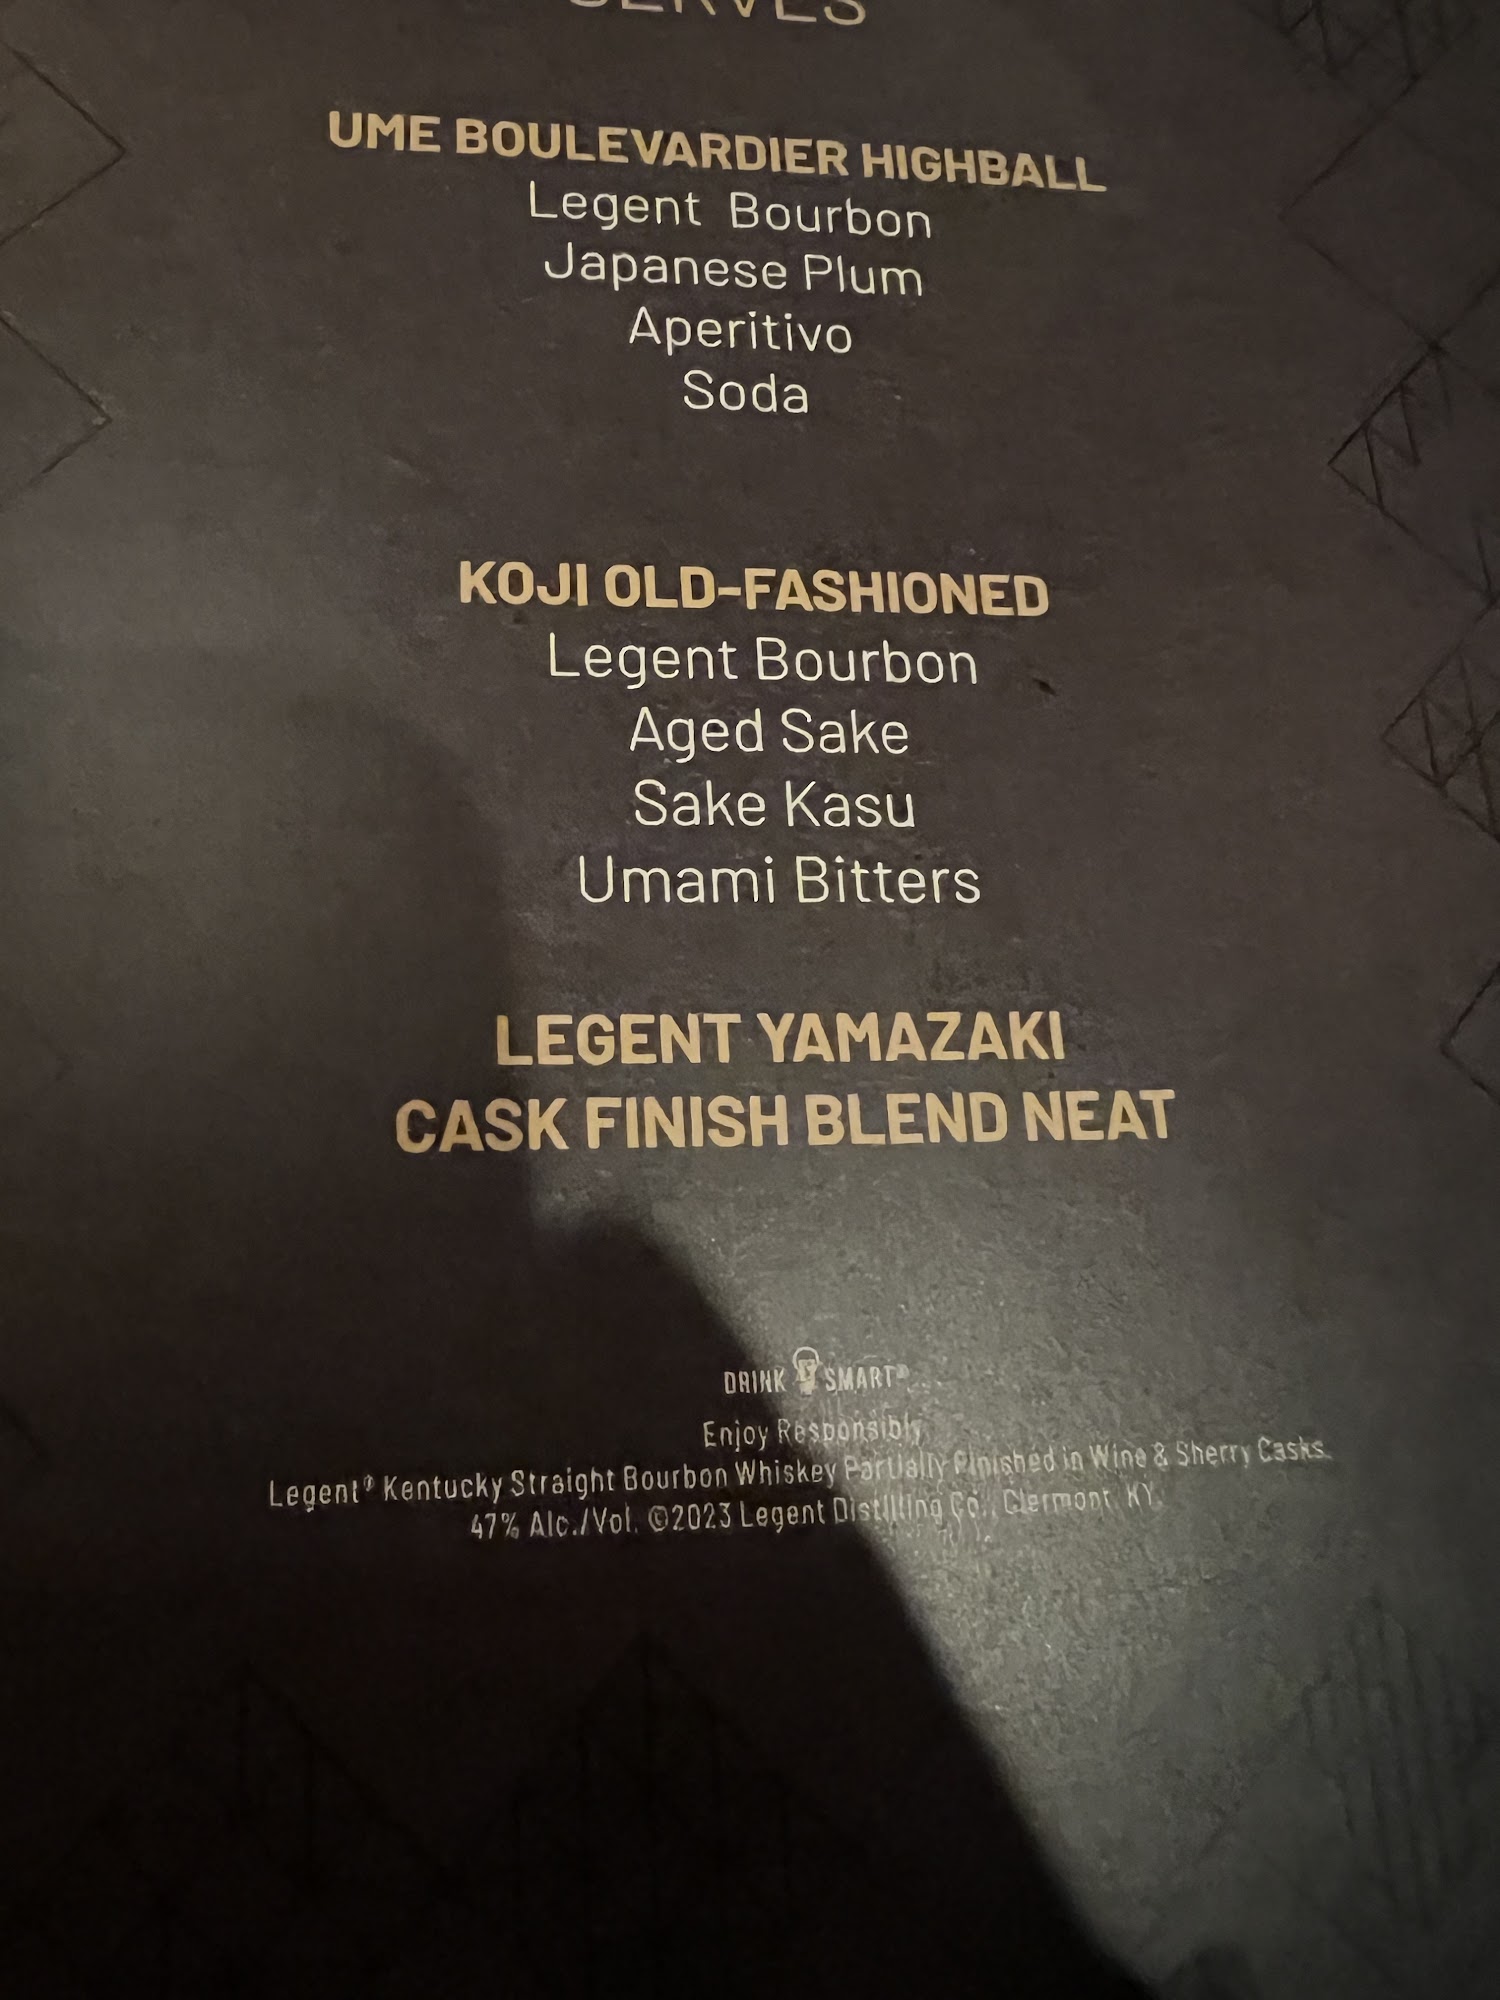 SERVES
UME BOULEVARDIER HIGHBALL
Legent Bourbon
Japanese Plum
Aperitivo
Soda
KOJI OLD-FASHIONED
Legent Bourbon
Aged Sake
Sake Kasu
Umami Bitters
LEGENT YAMAZAKI
CASK FINISH BLEND NEAT
DRINK SMART®
Enjoy Responsibly
Legent® Kentucky Straight Bourbon Whiskey Partially Finished in Wine & Sherry Casks.
47% Alc./Vol. ©2023 Legent Distilling Co., Clermont, KY.